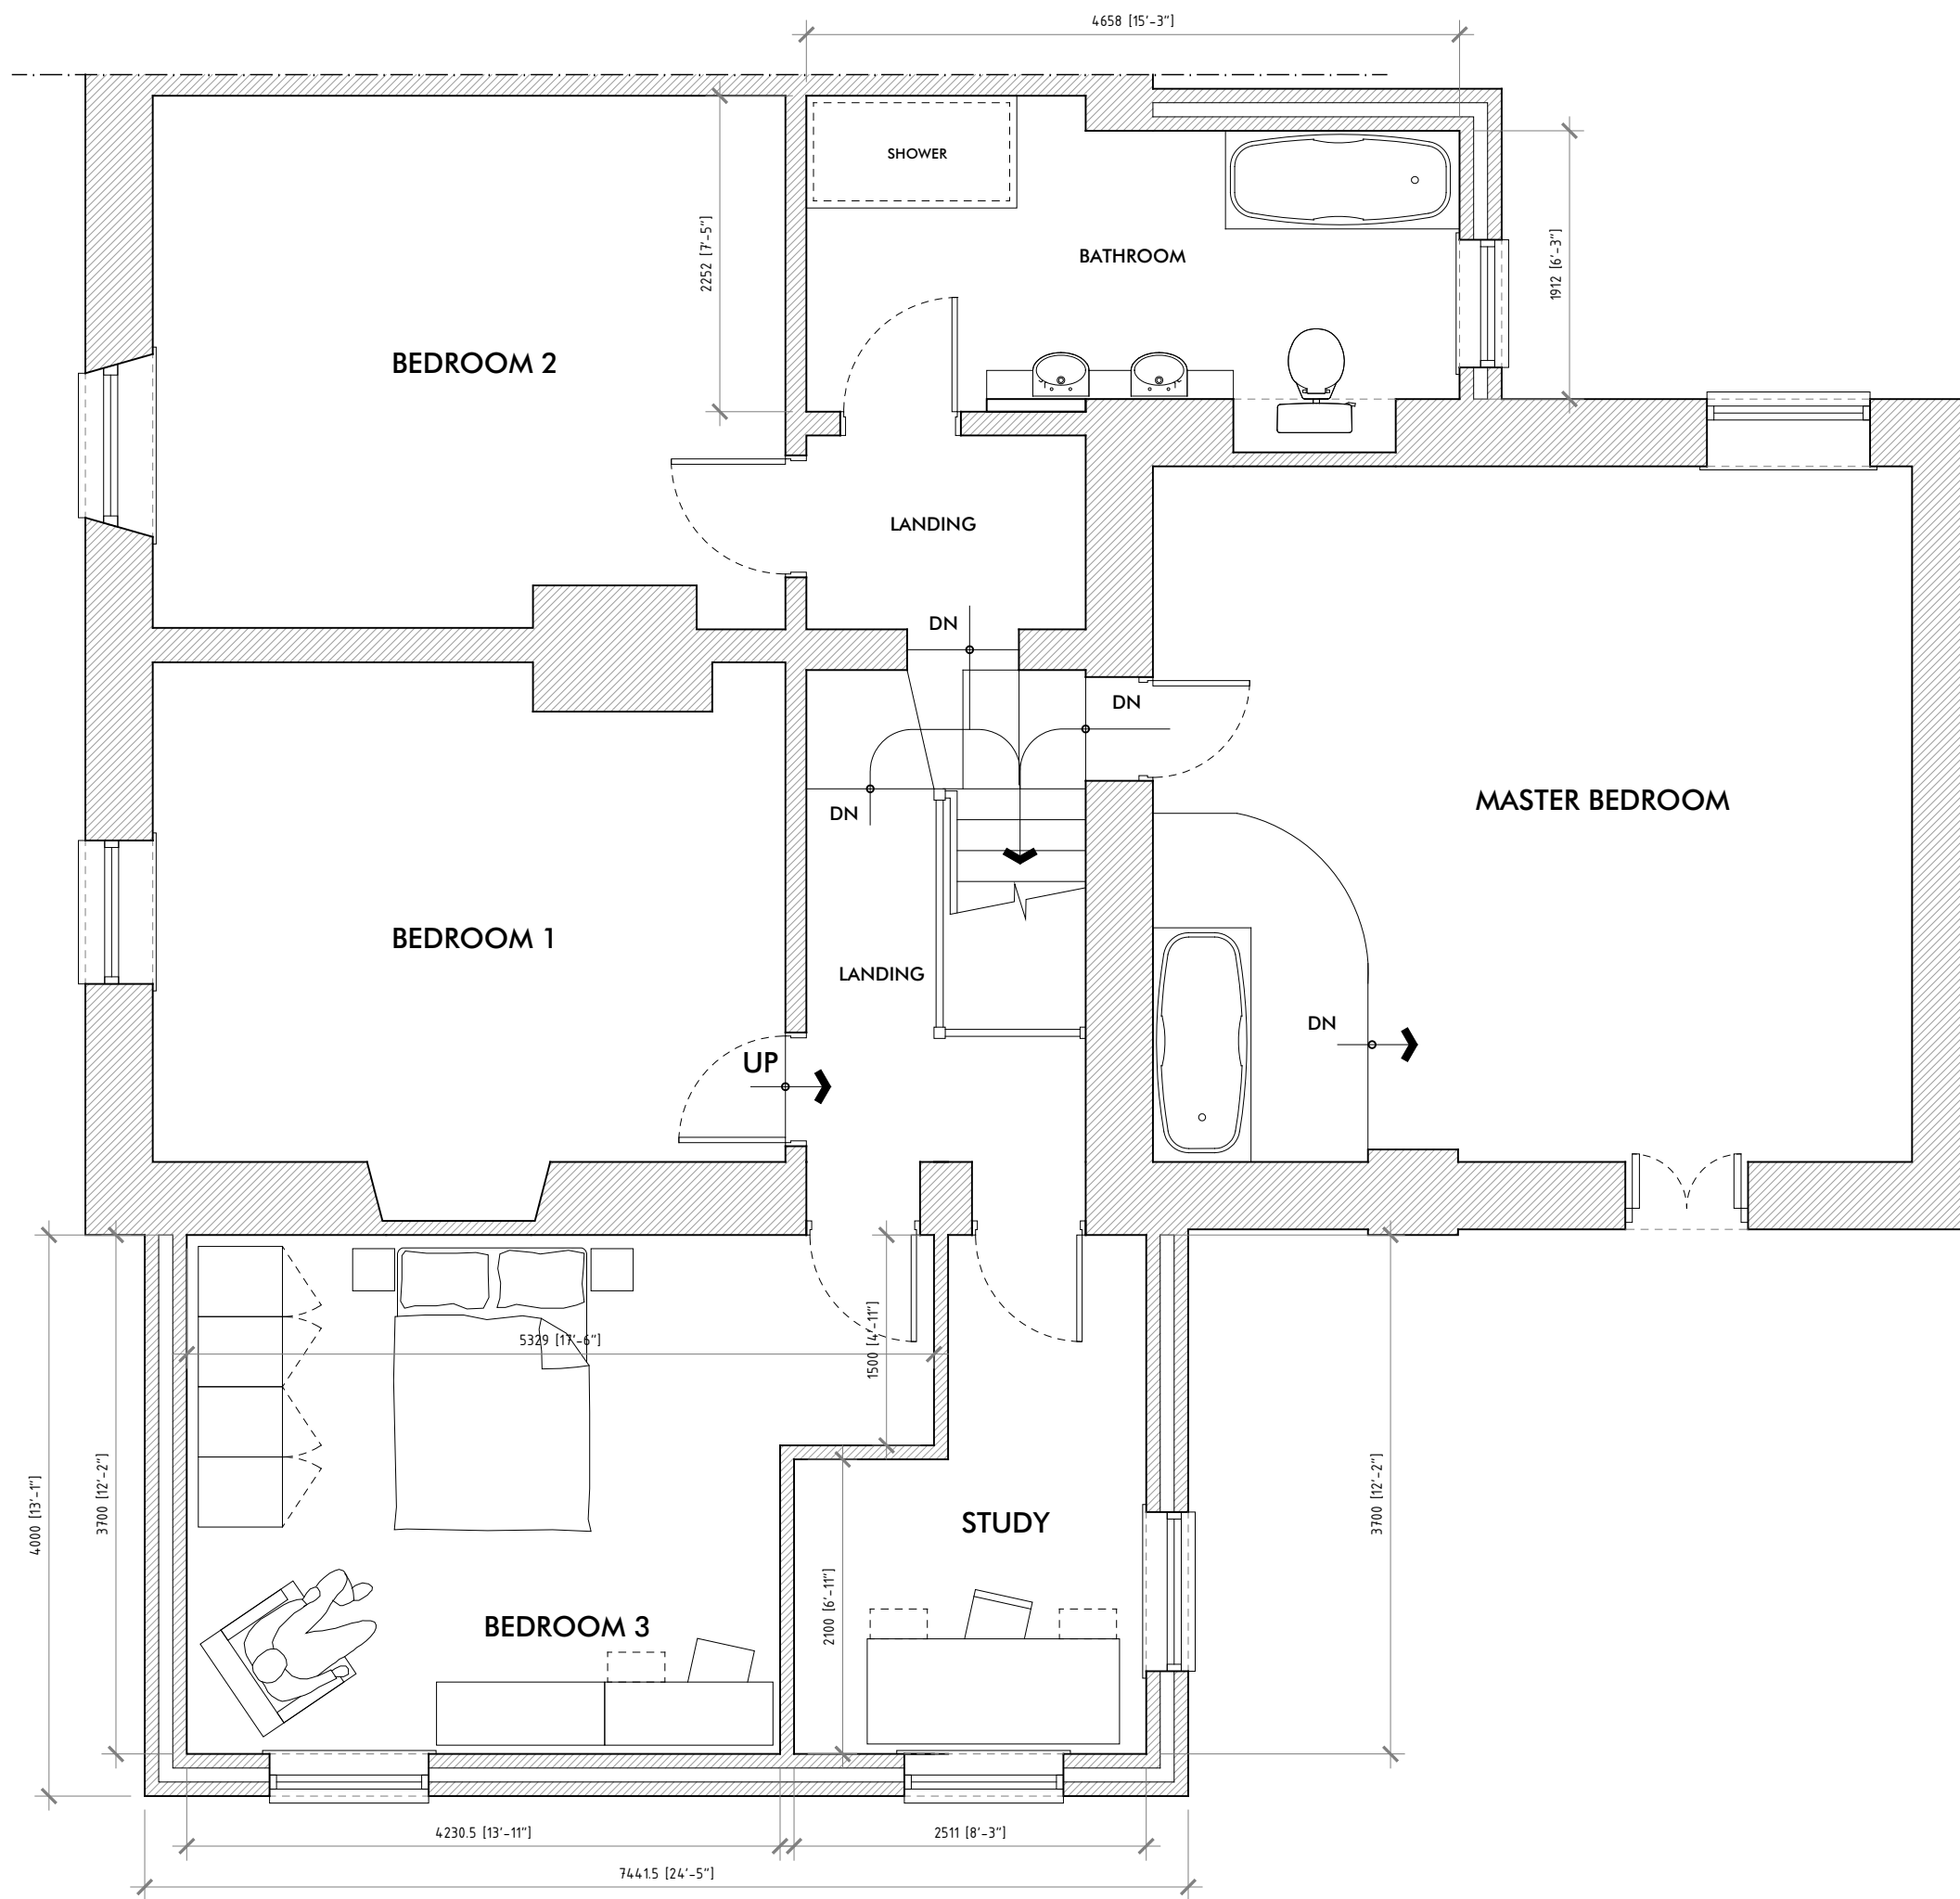 4658 [15'-3"]
SHOWER
2252 [7'-5"]
BATHROOM
1912 [6'-3"]
BEDROOM 2
LANDING
DN
DN
MASTER BEDROOM
DN
BEDROOM 1
LANDING
DN
UP
5329 [17'-6"]
1500 [4'-11"]
4000 [13'-1"]
3700 [12'-2"]
3700 [12'-2"]
STUDY
2100 [6'-11"]
BEDROOM 3
4230.5 [13'-11"]
2511 [8'-3"]
7441.5 [24'-5"]